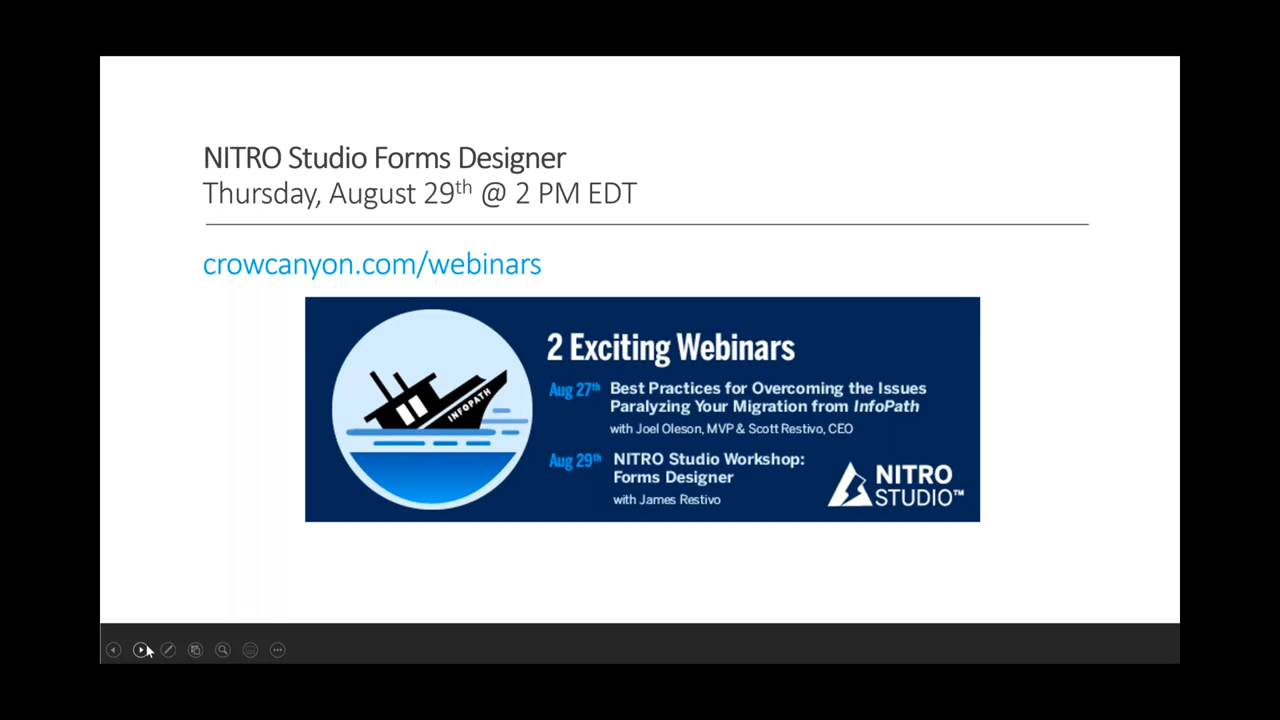 NITRO Studio Forms Designer
Thursday, August 29th @ 2 PM EDT
crowcanyon.com/webinars
INFOPATH
2 Exciting Webinars
Aug 27th Best Practices for Overcoming the Issues
Paralyzing Your Migration from InfoPath
with Joel Oleson, MVP & Scott Restivo, CEO
Aug 29th NITRO Studio Workshop:
Forms Designer
with James Restivo
NITRO
STUDIO™